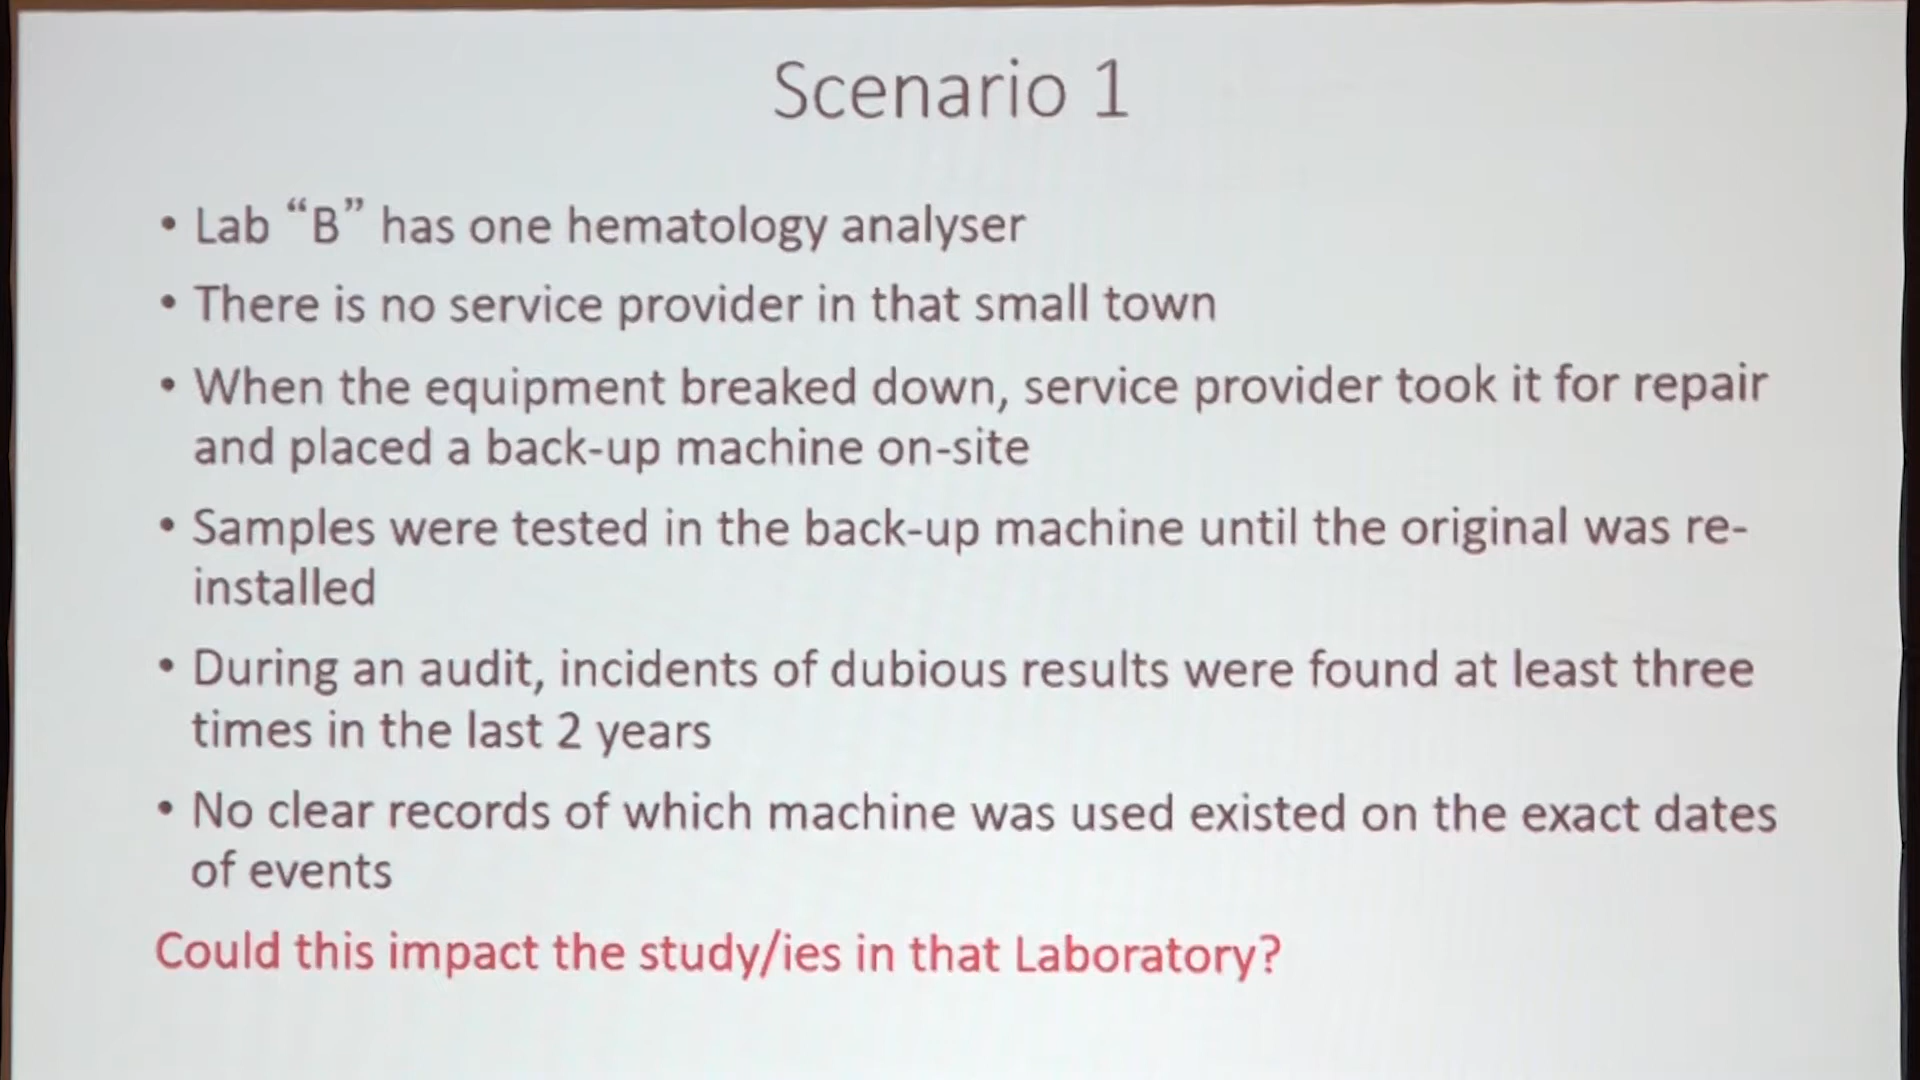 Scenario 1
• Lab “B” has one hematology analyser
• There is no service provider in that small town
• When the equipment breaked down, service provider took it for repair
and placed a back-up machine on-site
• Samples were tested in the back-up machine until the original was re-
installed
• During an audit, incidents of dubious results were found at least three
times in the last 2 years
• No clear records of which machine was used existed on the exact dates
of events
Could this impact the study/ies in that Laboratory?